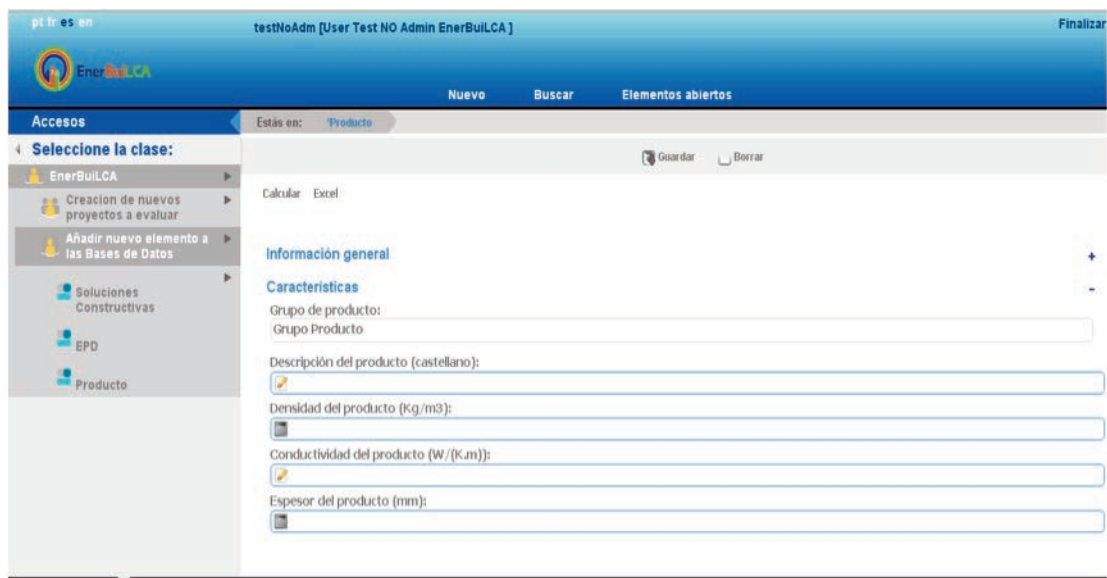 pt fr es en
testNoAdm [User Test NO Admin EnerBuiLCA ]
Finalizar
EnerBuiLCA
Nuevo Buscar Elementos abiertos
Accesos
Estás en: *Producto
Seleccione la clase:
Guardar Borrar
EnerBuiLCA
Creacion de nuevos
proyectos a evaluar
Calcular Excel
Añadir nuevo elemento a
las Bases de Datos
Soluciones
Constructivas
EPD
Producto
Información general +
Características -
Grupo de producto:
Grupo Producto
Descripción del producto (castellano):
Densidad del producto (Kg/m3):
Conductividad del producto (W/(K.m)):
Espesor del producto (mm):